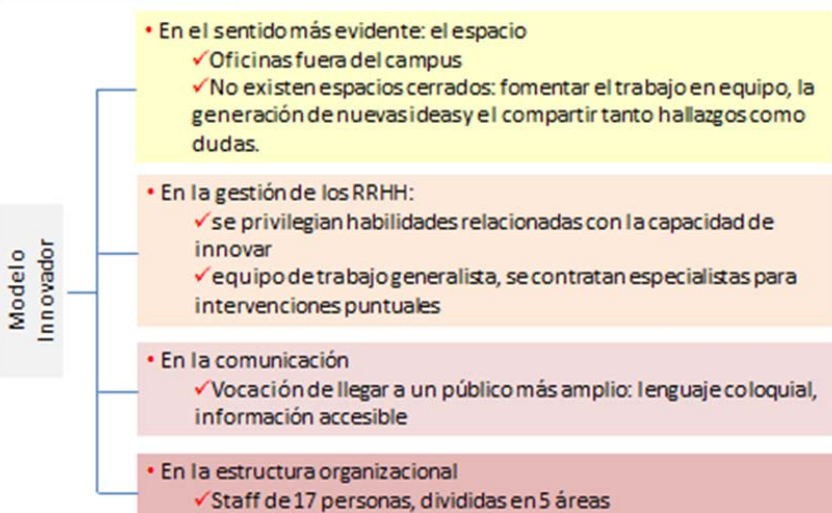 Modelo
Innovador
• En el sentido más evidente: el espacio
✓Oficinas fuera del campus
✓No existen espacios cerrados: fomentar el trabajo en equipo, la
generación de nuevas ideas y el compartir tanto hallazgos como
dudas.
• En la gestión de los RRHH:
✓se privilegian habilidades relacionadas con la capacidad de
innovar
✓equipo de trabajo generalista, se contratan especialistas para
intervenciones puntuales
• En la comunicación
✓Vocación de llegar a un público más amplio: lenguaje coloquial,
información accesible
• En la estructura organizacional
✓Staff de 17 personas, divididas en 5 áreas